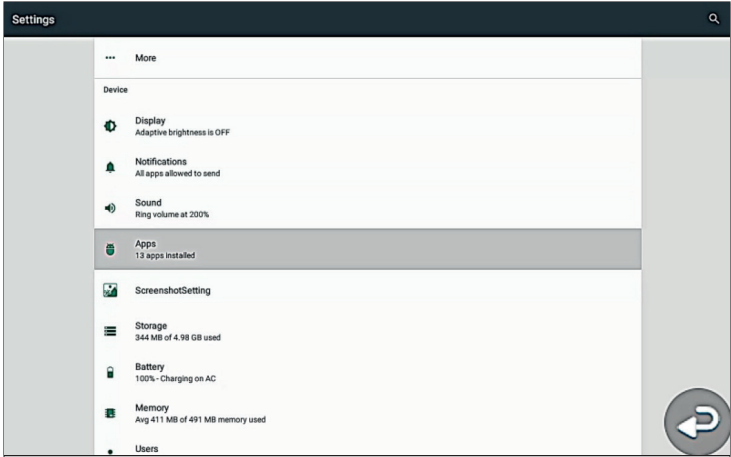 Settings
More
Device
Display
Adaptive brightness is OFF
Notifications
All apps allowed to send
Sound
Ring volume at 200%
Apps
13 apps installed
ScreenshotSetting
Storage
344 MB of 4.98 GB used
Battery
100% - Charging on AC
Memory
Avg 411 MB of 491 MB memory used
Users